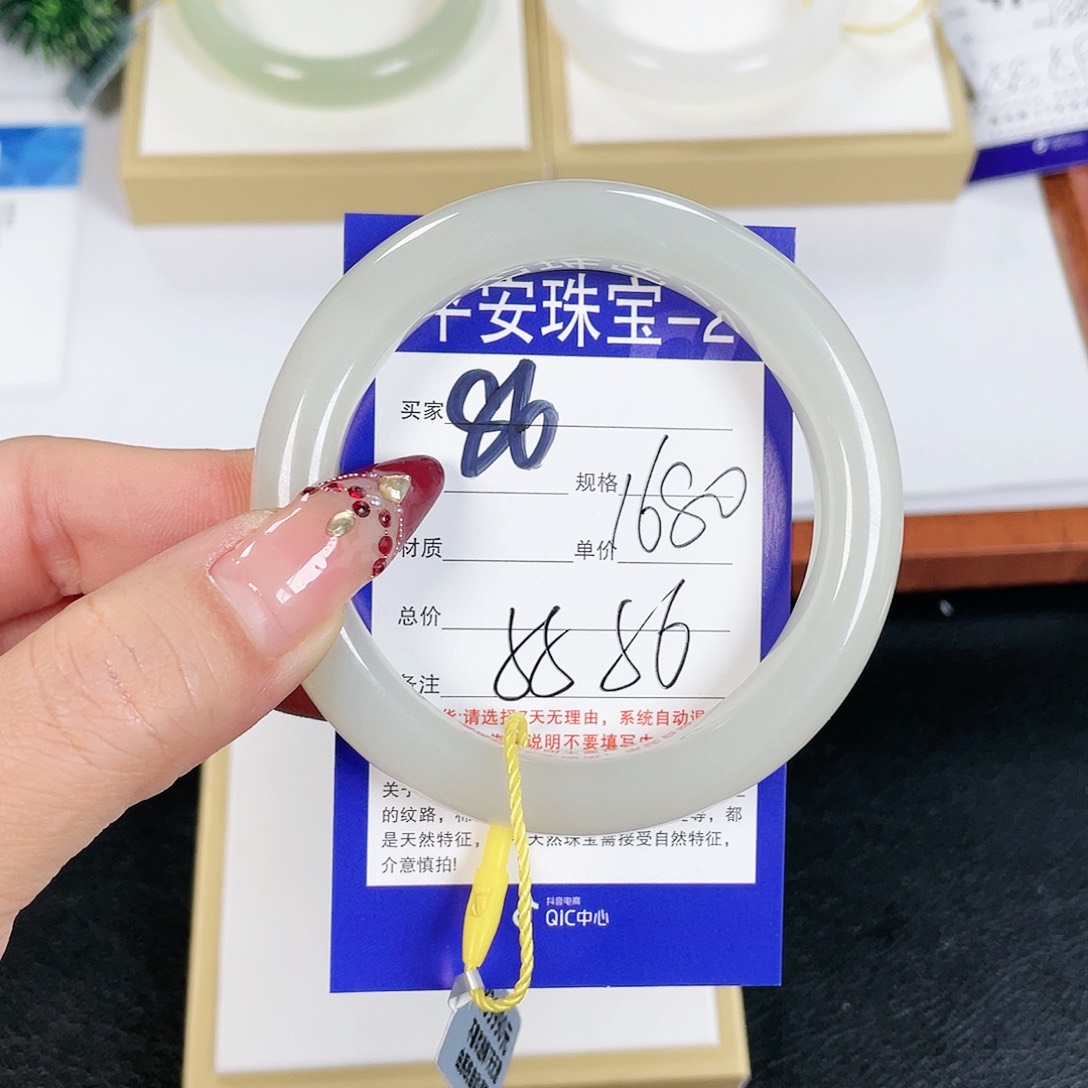 安珠宝-2
买家 86
规格 1680
材质 单价
总价
88 86
备注
货:请选择7天无理由，系统自动退
说明不要填写
关于
的纹路，等，都
是天然特征，天然珠宝需接受自然特征，
介意慎拍!
抖音电商
QIC中心